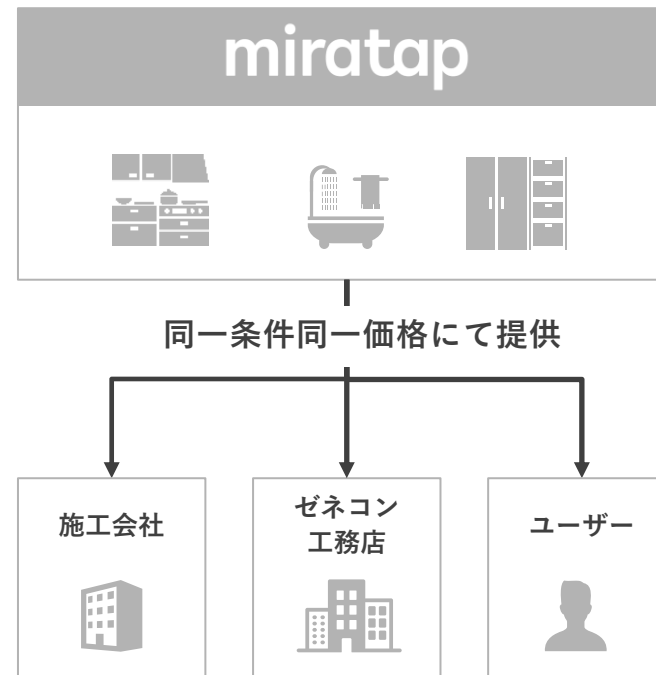 miratap
同一条件同一価格にて提供
施工会社
ゼネコン
工務店
ユーザー